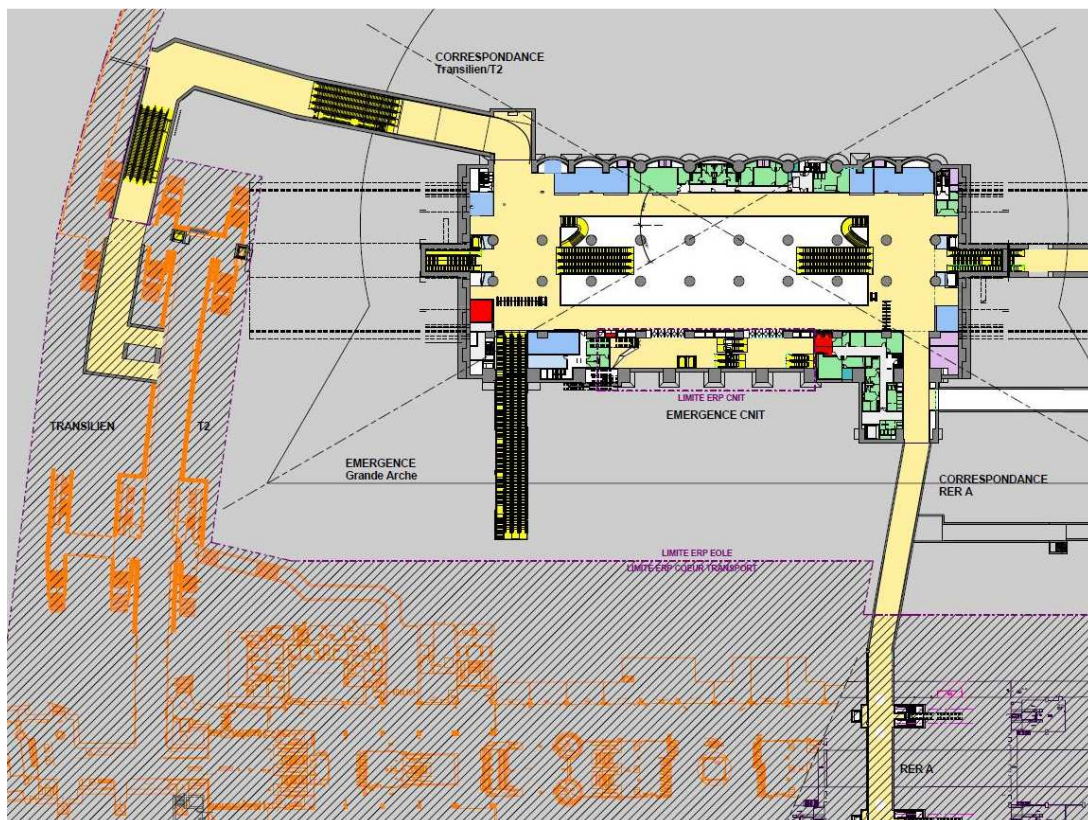 CORRESPONDANCE
Transilien/T2
LIMITE ERP CNIT
EMERGENCE CNIT
TRANSILIEN
T2
EMERGENCE
Grande Arche
CORRESPONDANCE
RER A
LIMITE ERP EOLE
LIMITE ERP COEUR TRANSPORT
RER A